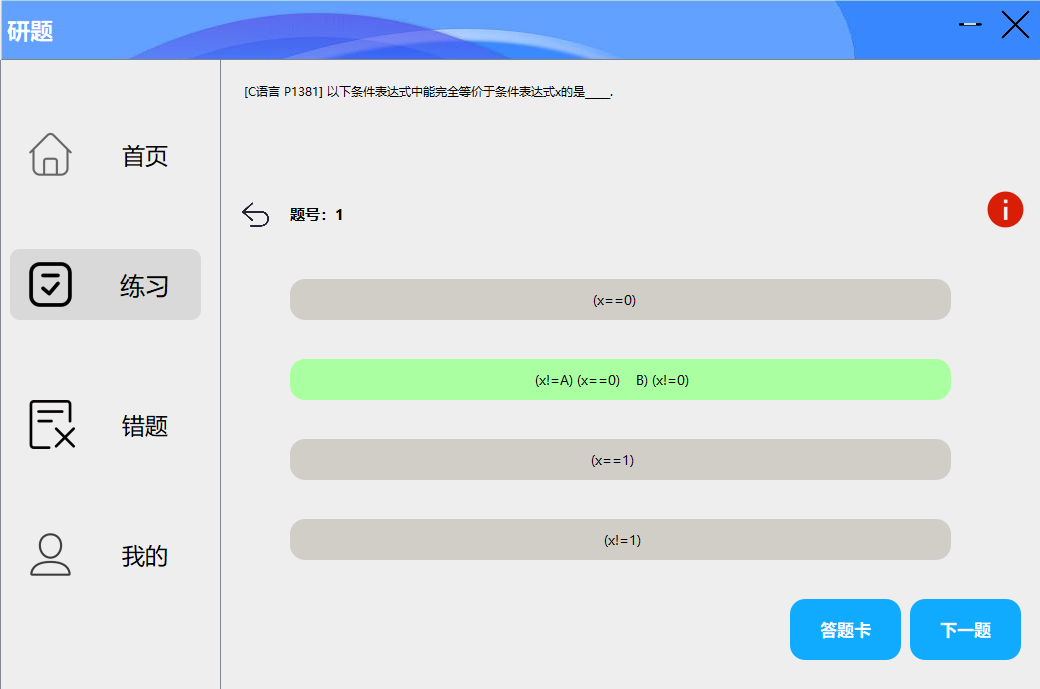 研题
首页
练习
错题
我的
[C语言 P1381] 以下条件表达式中能完全等价于条件表达式x的是____.
题号：1
(x==0)
(x!=A) (x==0) B) (x!=0)
(x==1)
(x!=1)
答题卡
下一题